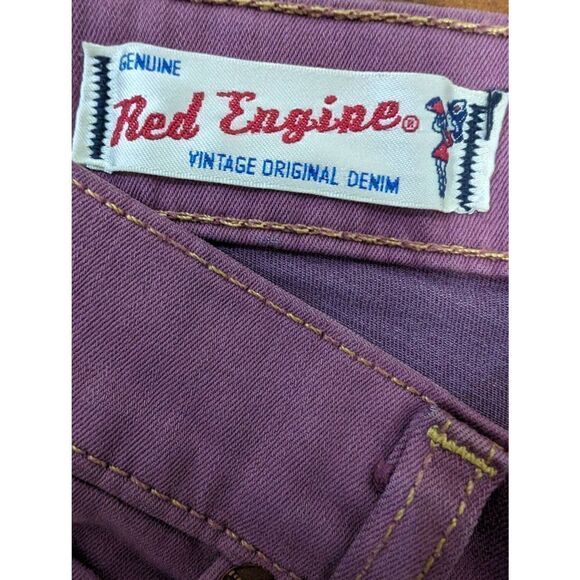 GENUINE
Red Engine®
VINTAGE ORIGINAL DENIM